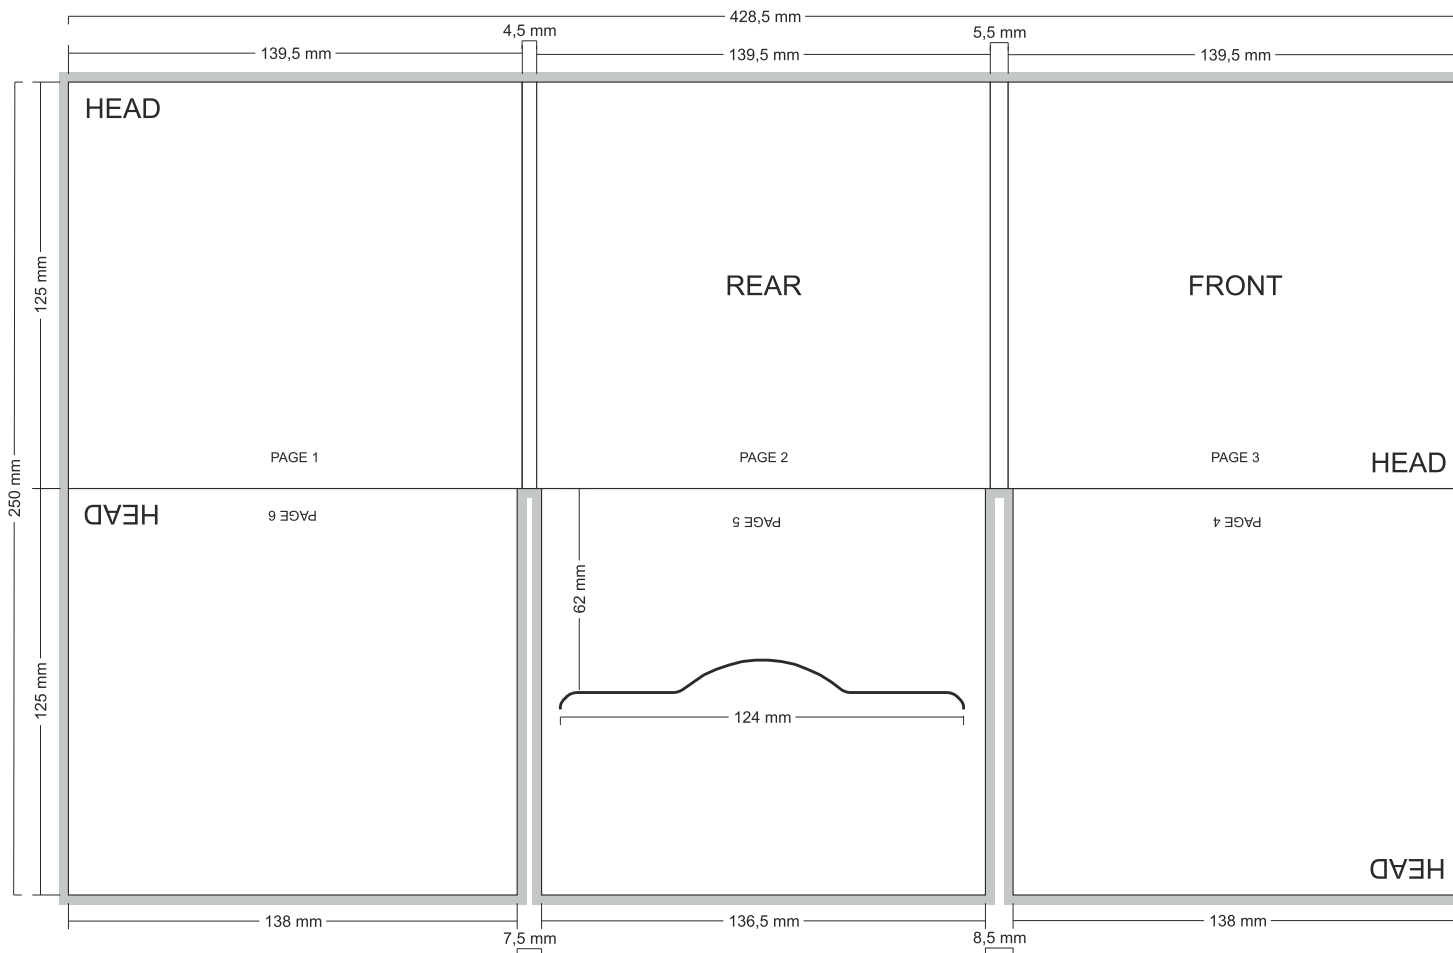 428,5 mm
4,5 mm
5,5 mm
139,5 mm
139,5 mm
139,5 mm
HEAD
125 mm
REAR
FRONT
PAGE 1
PAGE 2
PAGE 3
HEAD
250 mm
HEAD
PAGE 6
PAGE 5
PAGE 4
62 mm
125 mm
124 mm
HEAD
138 mm
136,5 mm
138 mm
7,5 mm
8,5 mm